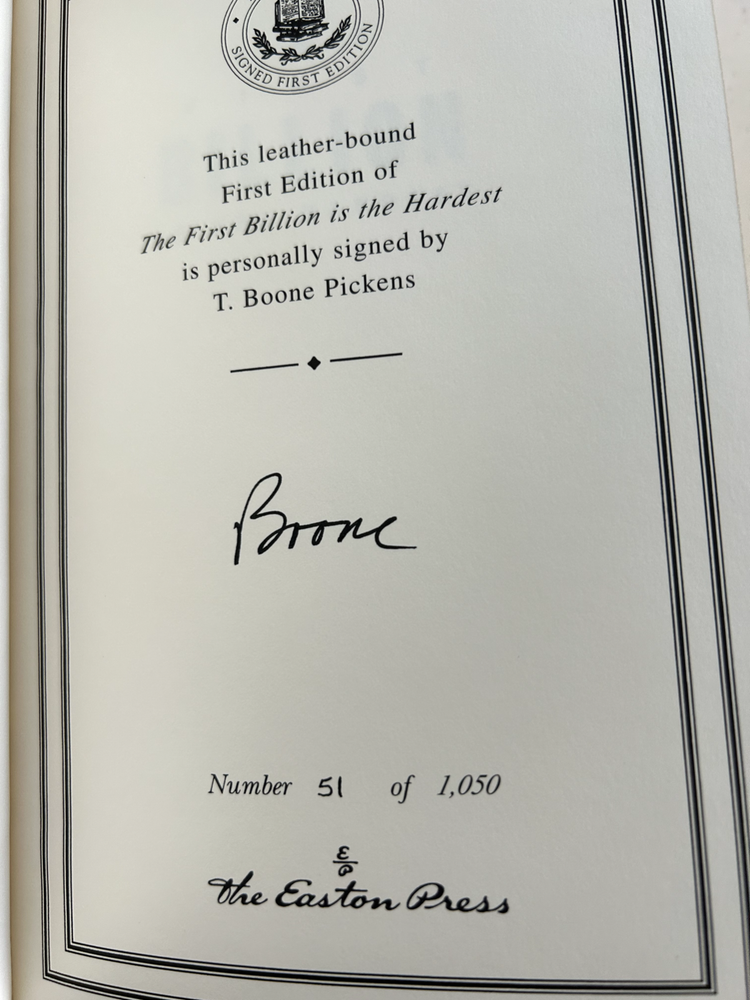 SIGNED FIRST EDITION
This leather-bound
First Edition of
The First Billion is the Hardest
is personally signed by
T. Boone Pickens
Boone
Number 51 of 1,050
EP
the Easton Press